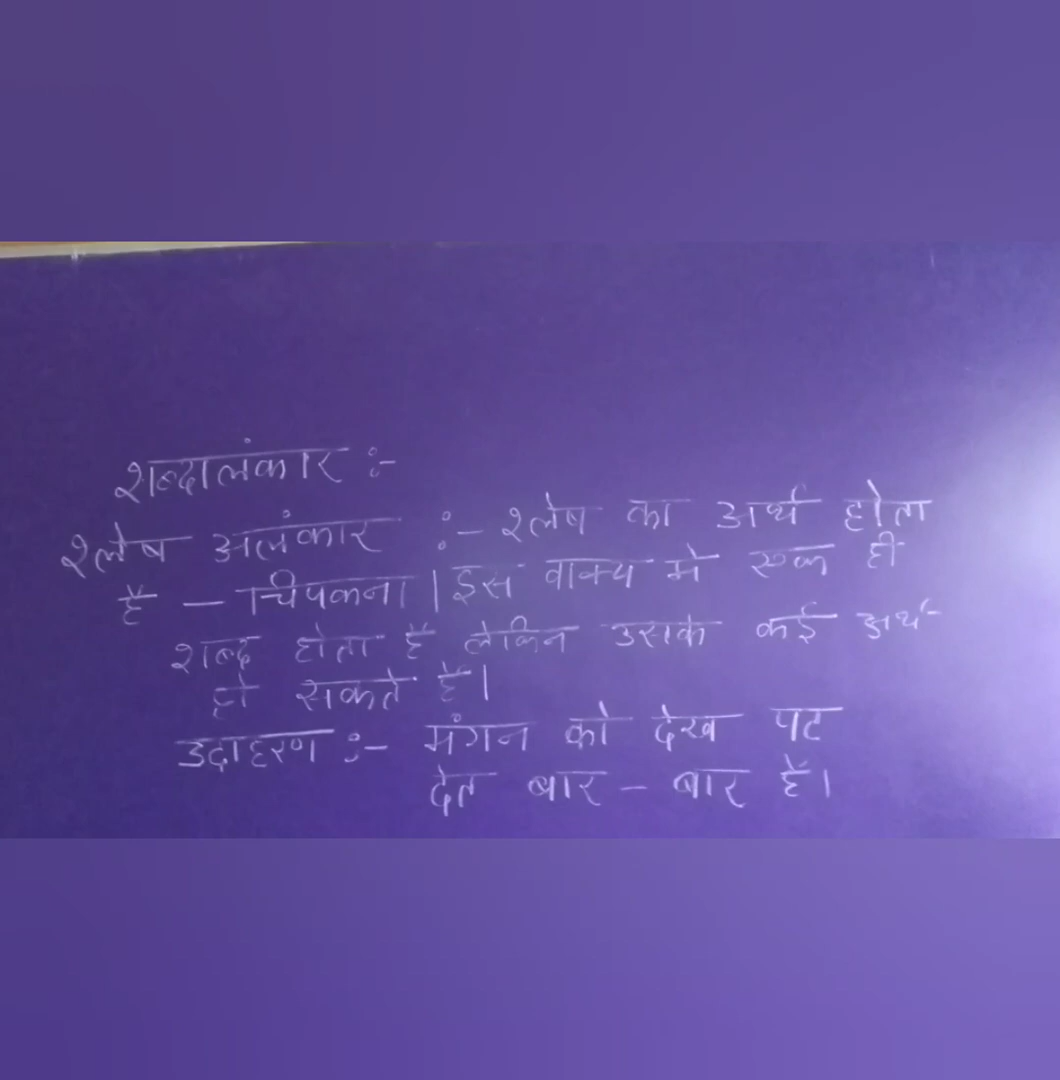 शब्दालंकार :-
श्लेष अलंकार :- श्लेष का अर्थ होता
है – चिपकना | इस वाक्य मे एक ही
शब्द होता है लेकिन उसके कई अर्थ
हो सकते है।
उदाहरण :- मंगन को देख पट
देत बार – बार है।